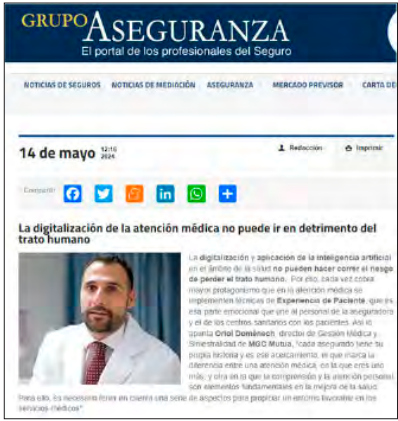 GRUPO ASEGURANZA
El portal de los profesionales del Seguro
NOTICIAS DE SEGUROS NOTICIAS DE MEDIACIÓN ASEGURANZA MERCADO PREVISOR CARTA DE
14 de mayo 12:16
2024
Redacción Imprimir
Compartir
La digitalización de la atención médica no puede ir en detrimento del
trato humano
La digitalización y aplicación de la inteligencia artificial
en el ámbito de la salud no pueden hacer correr el riesgo
de perder el trato humano. Por ello, cada vez cobra
mayor protagonismo que en la atención médica se
implementen técnicas de Experiencia de Paciente, que es
esa parte emocional que une al personal de la aseguradora
y el de los centros sanitarios con los pacientes. Así lo
apunta Oriol Domènech, director de Gestión Médica y
Siniestralidad de MGC Mutua, "cada asegurado tiene su
propia historia y es ese acercamiento, el que marca la
diferencia entre una atención médica, en la que eres uno
más, y otra en la que la comprensión y la atención personal
son elementos fundamentales en la mejora de la salud.
Para ello, es necesario tener en cuenta una serie de aspectos para propiciar un entorno favorable en los
servicios médicos"